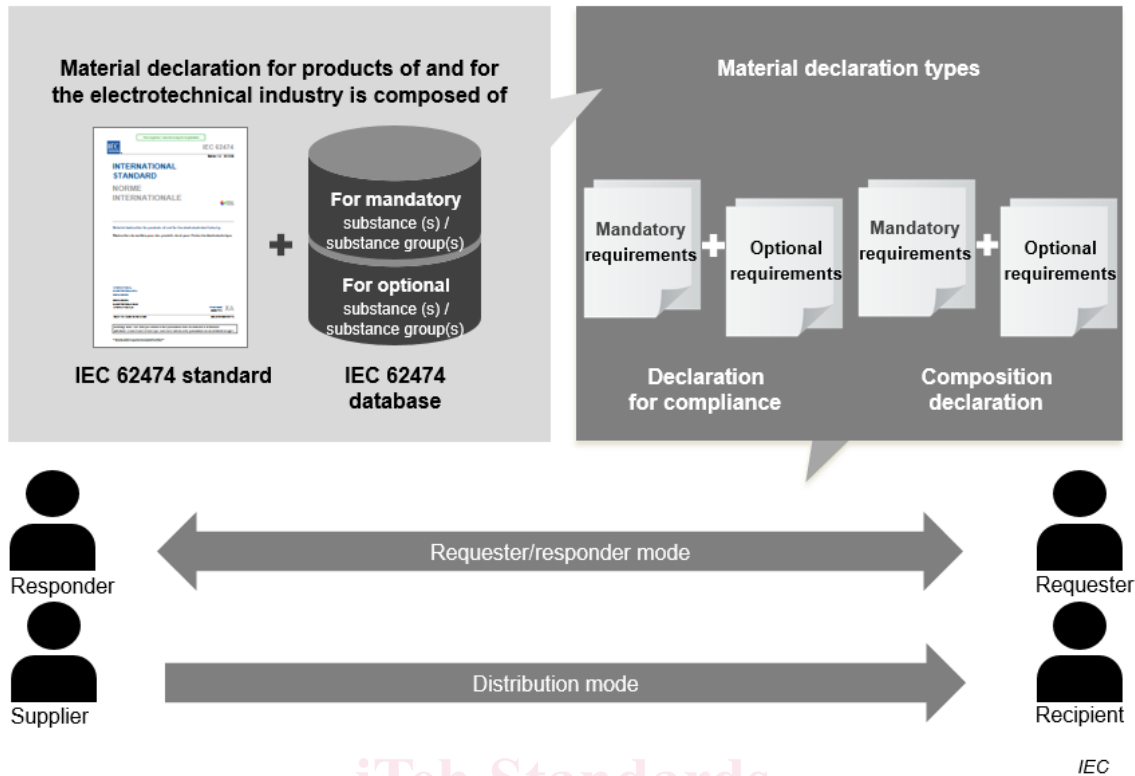 Material declaration for products of and for
the electrotechnical industry is composed of
IEC 62474
INTERNATIONAL
STANDARD
NORME
INTERNATIONALE
+
For mandatory
substance (s) /
substance group(s)
For optional
substance (s) /
substance group(s)
IEC 62474 standard
IEC 62474
database
Material declaration types
Mandatory
requirements
+
Optional
requirements
Mandatory
requirements
+
Optional
requirements
Declaration
for compliance
Composition
declaration
Responder
Requester/responder mode
Requester
Supplier
Distribution mode
Recipient
iTeh Standards
IEC